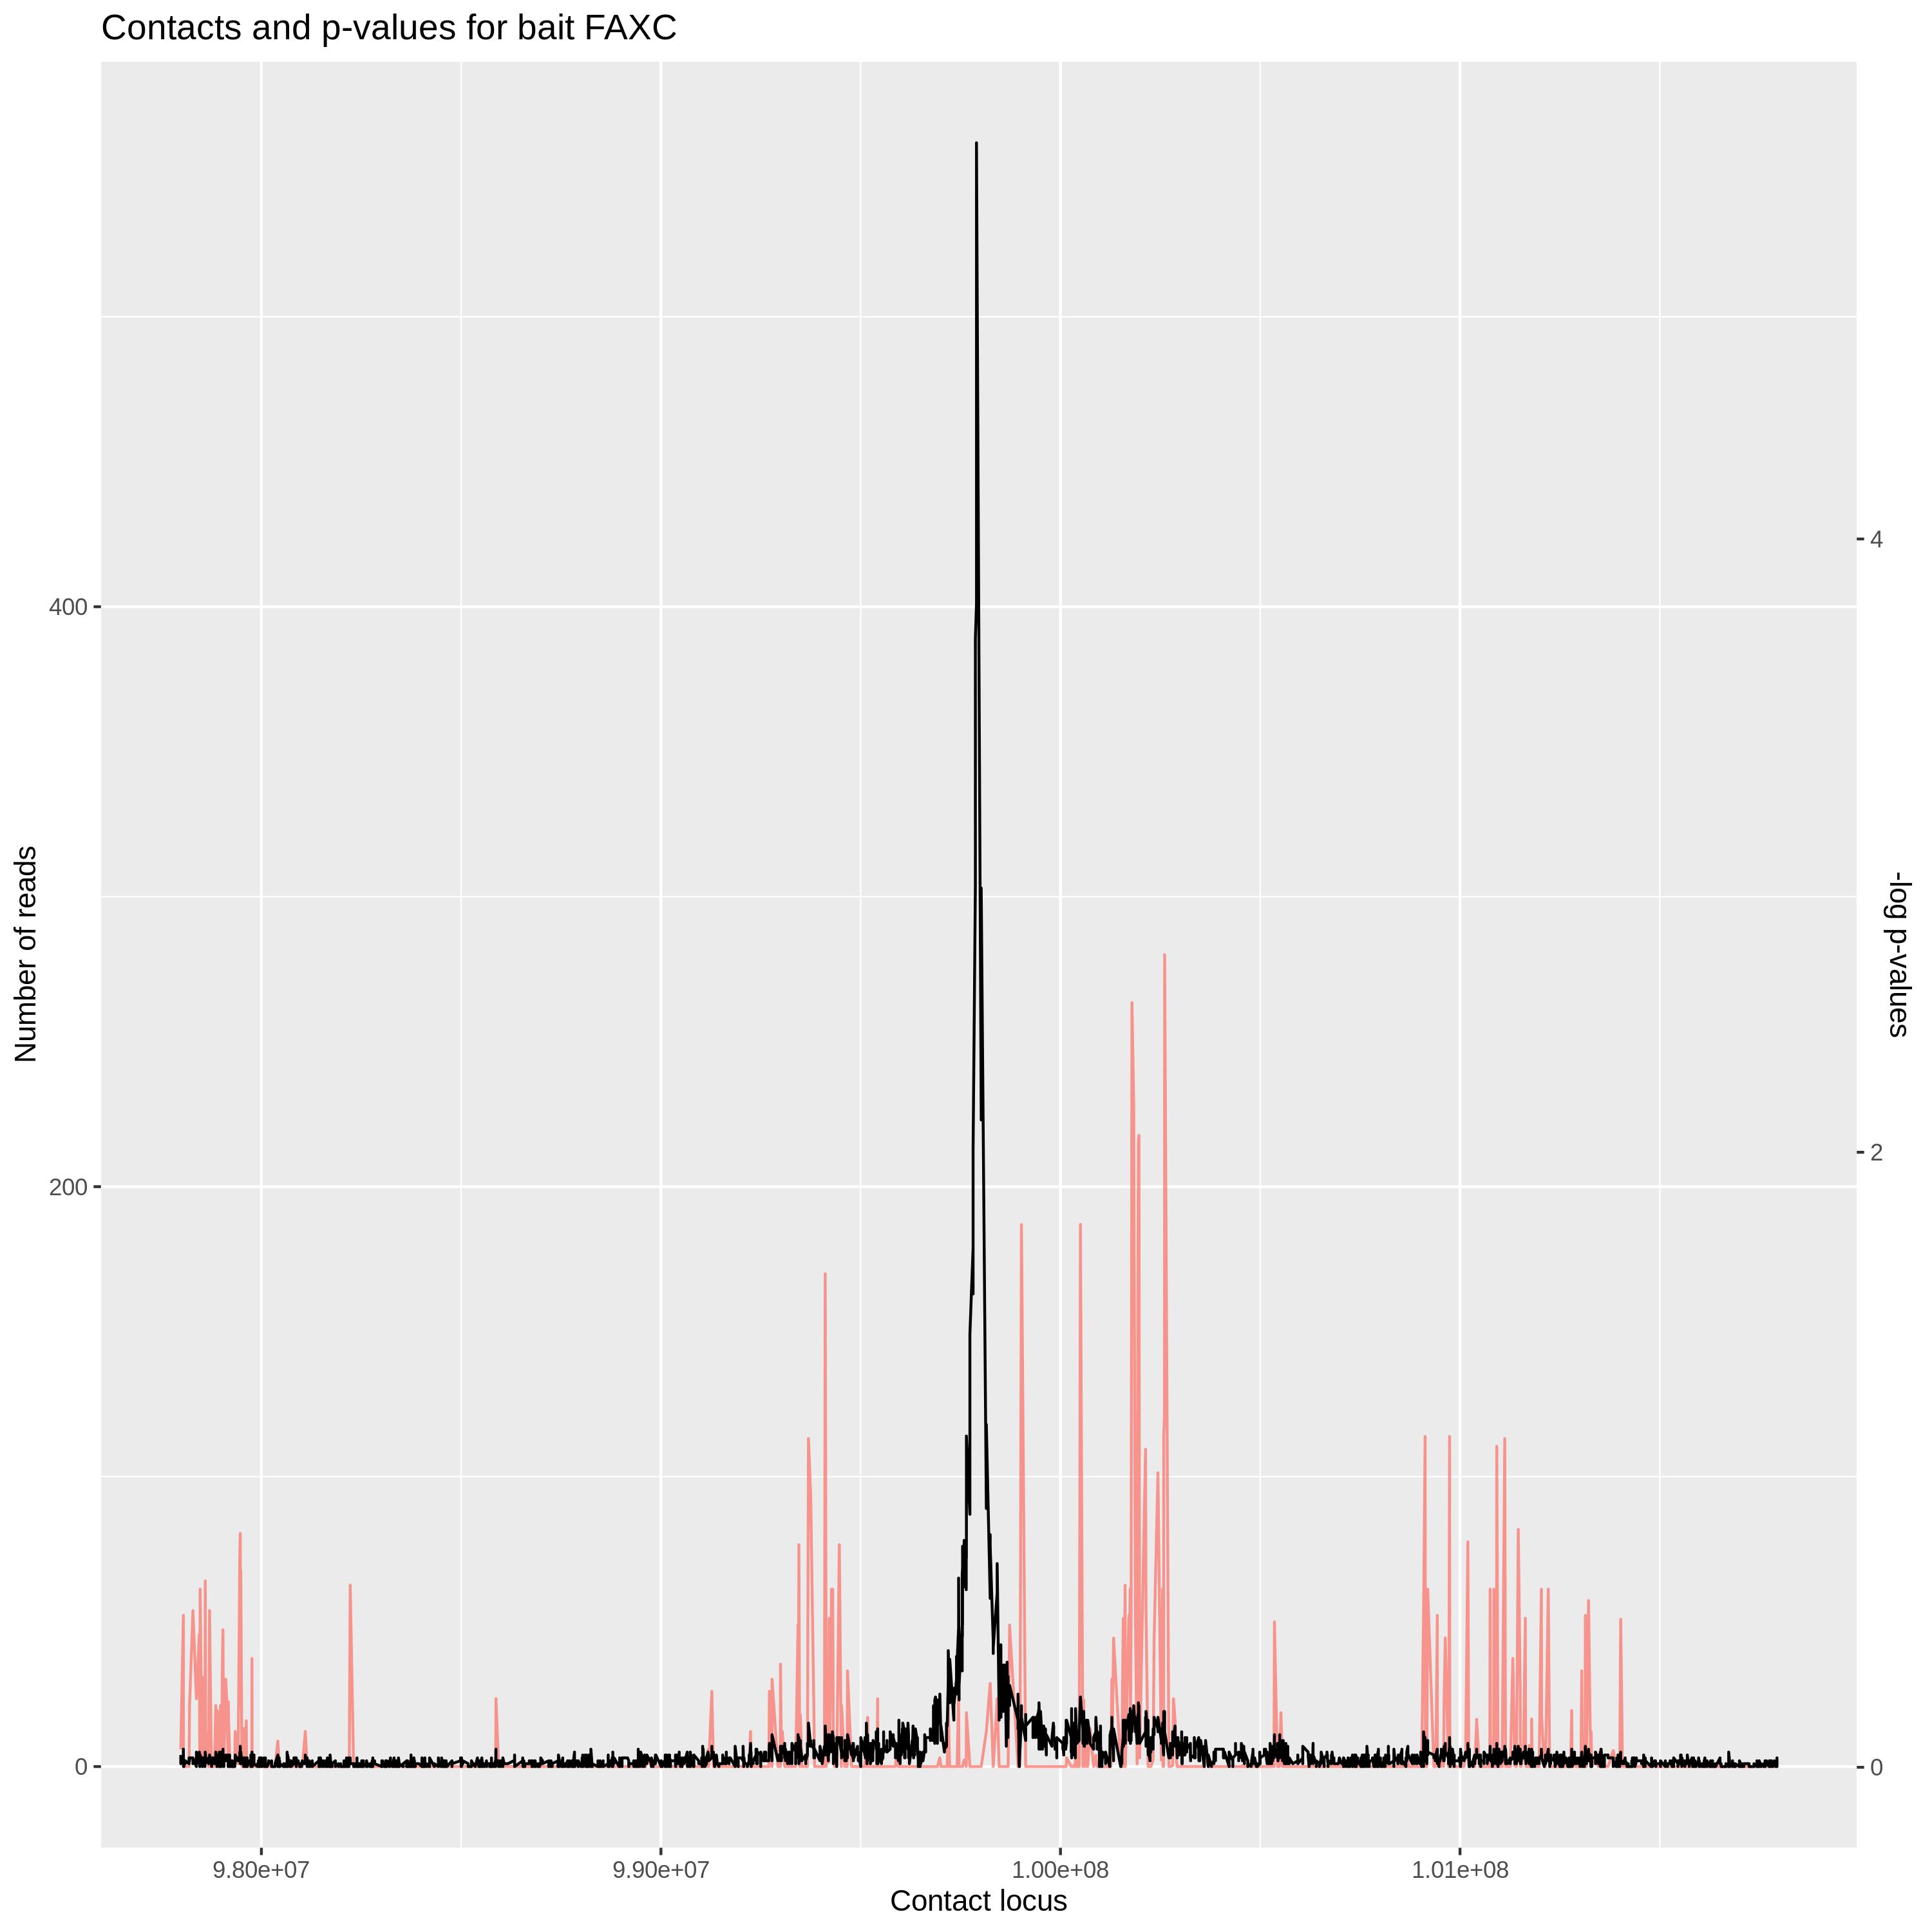 Contacts and p-values for bait FAXC
Number of reads
400
200
0
4
2
0
-log p-values
9.80e+07
9.90e+07
1.00e+08
1.01e+08
Contact locus